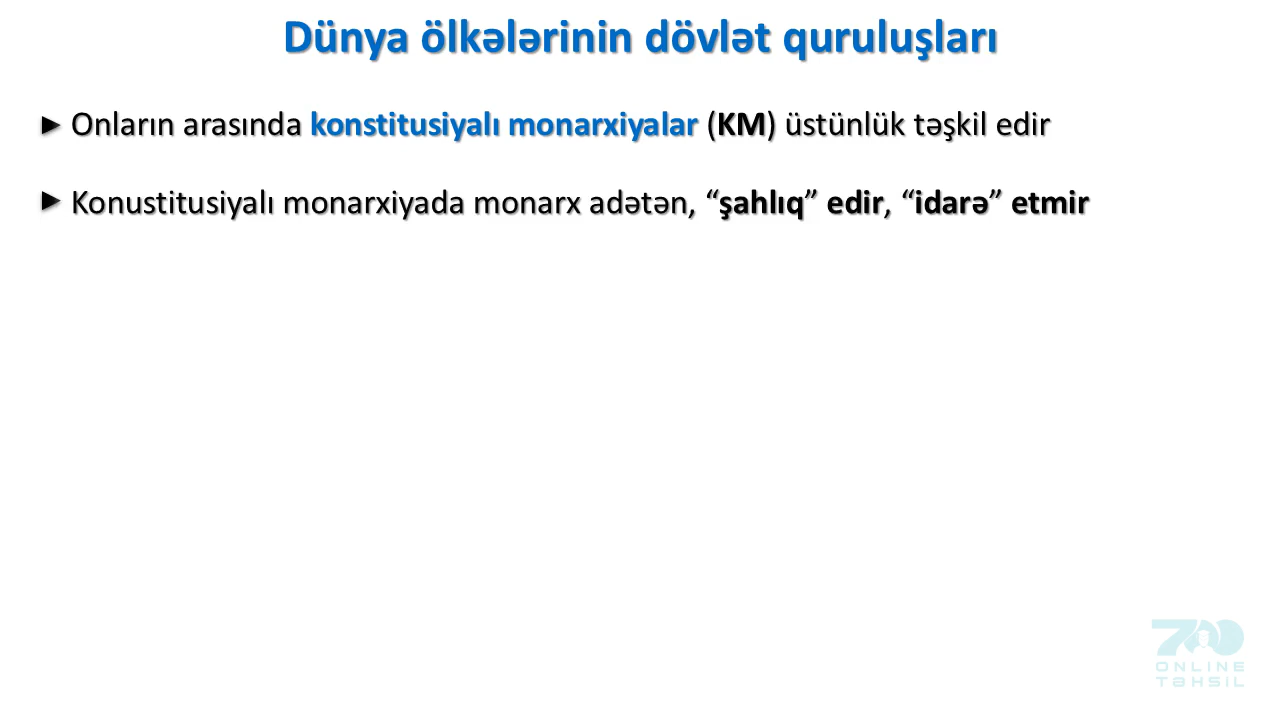 Dünya ölkələrinin dövlət quruluşları
► Onların arasında konstitusiyalı monarxiyalar (KM) üstünlük təşkil edir
► Konustitusiyalı monarxiyada monarx adətən, “şahlıq” edir, “idarə” etmir
700
ONLINE
TəHSIL